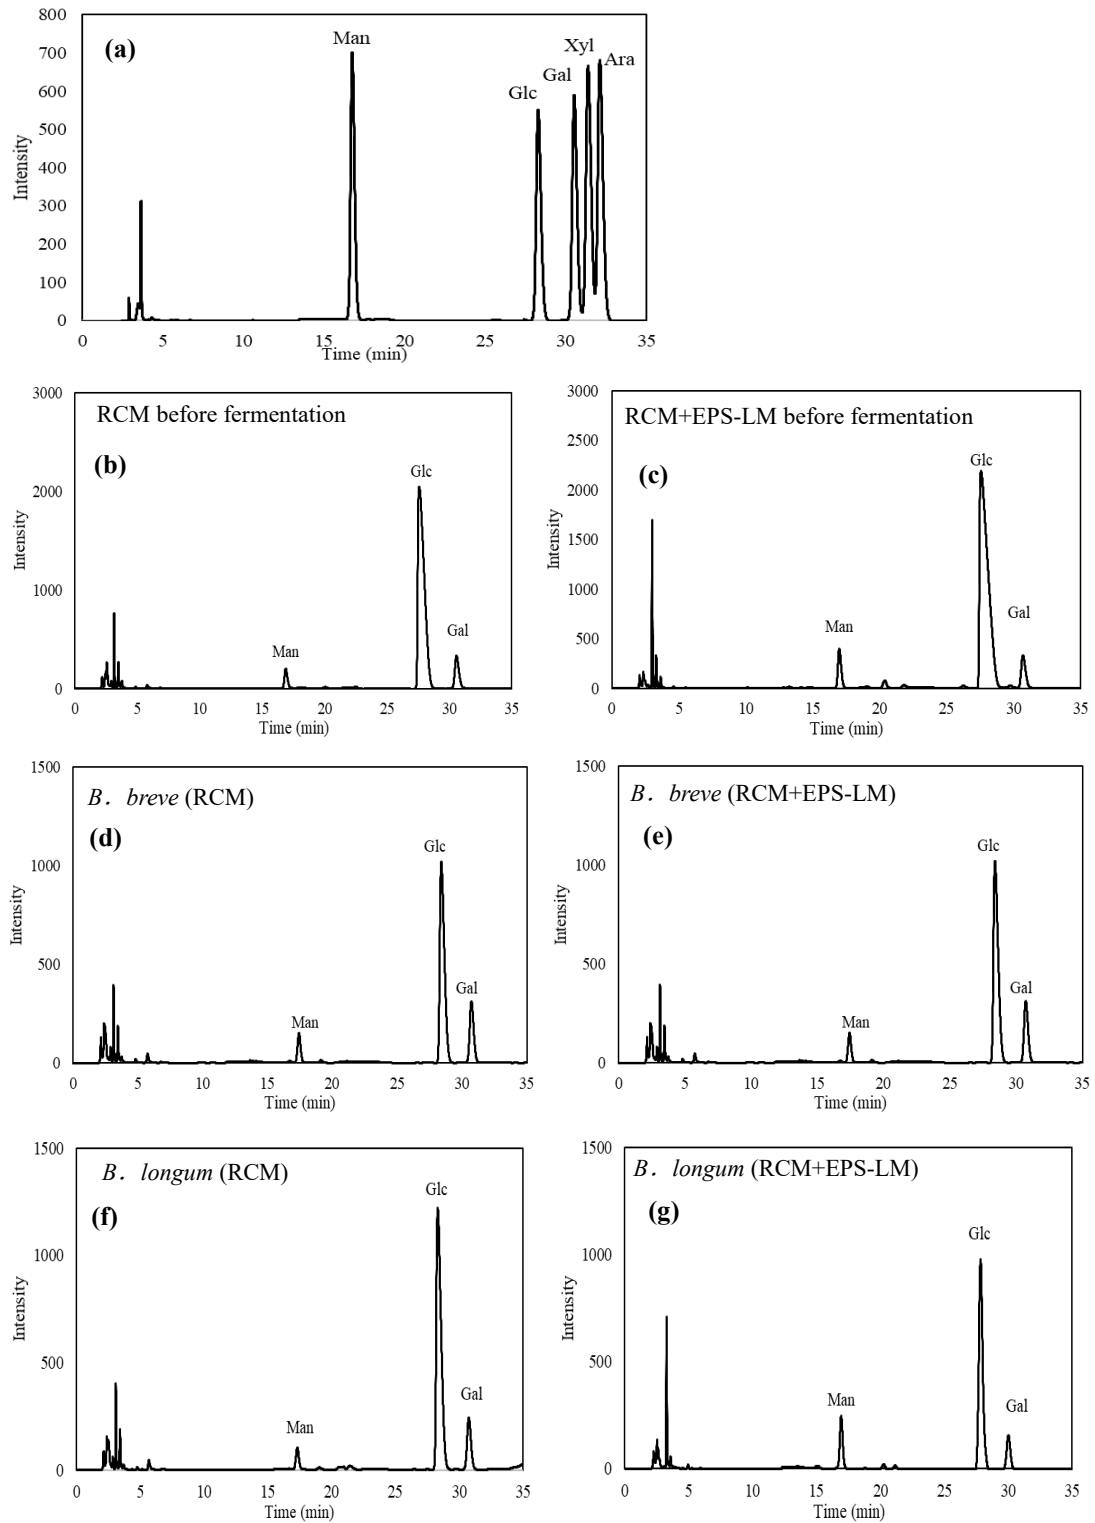 (a)
Man
Glc
Gal
Xyl
Ara
Intensity
800
700
600
500
400
300
200
100
0
0 5 10 15 20 25 30 35
Time (min)
RCM before fermentation
(b)
Glc
Man
Gal
Intensity
3000
2000
1000
0
0 5 10 15 20 25 30 35
Time (min)
RCM+EPS-LM before fermentation
(c)
Glc
Man
Gal
Intensity
3000
2500
2000
1500
1000
500
0
0 5 10 15 20 25 30 35
Time (min)
B. breve (RCM)
(d)
Glc
Man
Gal
Intensity
1500
1000
500
0
0 5 10 15 20 25 30 35
Time (min)
B. breve (RCM+EPS-LM)
(e)
Glc
Man
Gal
Intensity
1500
1000
500
0
0 5 10 15 20 25 30 35
Time (min)
B. longum (RCM)
(f)
Glc
Man
Gal
Intensity
1500
1000
500
0
0 5 10 15 20 25 30 35
Time (min)
B. longum (RCM+EPS-LM)
(g)
Glc
Man
Gal
Intensity
1500
1000
500
0
0 5 10 15 20 25 30 35
Time (min)